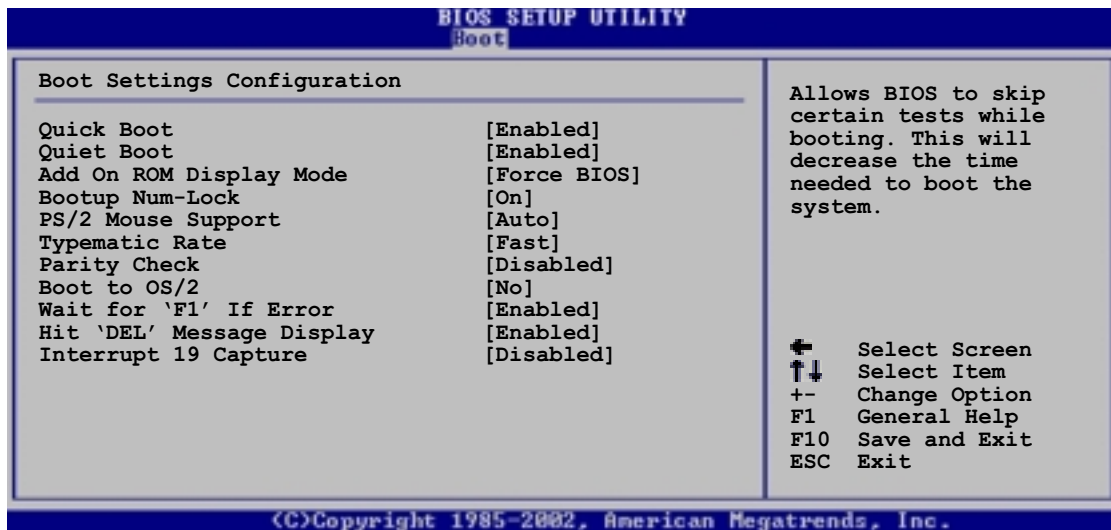 BIOS SETUP UTILITY
Boot
Boot Settings Configuration
Quick Boot [Enabled]
Quiet Boot [Enabled]
Add On ROM Display Mode [Force BIOS]
Bootup Num-Lock [On]
PS/2 Mouse Support [Auto]
Typematic Rate [Fast]
Parity Check [Disabled]
Boot to OS/2 [No]
Wait for ‘F1’ If Error [Enabled]
Hit ‘DEL’ Message Display [Enabled]
Interrupt 19 Capture [Disabled]
Allows BIOS to skip
certain tests while
booting. This will
decrease the time
needed to boot the
system.
← Select Screen
↑↓ Select Item
+- Change Option
F1 General Help
F10 Save and Exit
ESC Exit
(C)Copyright 1985-2002, American Megatrends, Inc.